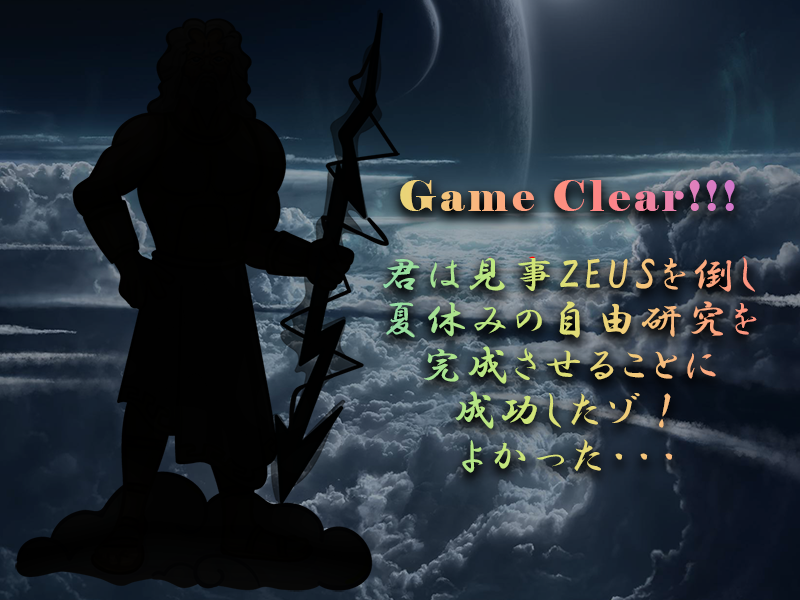 Game Clear!!!
君は見事ZEUSを倒し
夏休みの自由研究を
完成させることに
成功したゾ！
よかった・・・